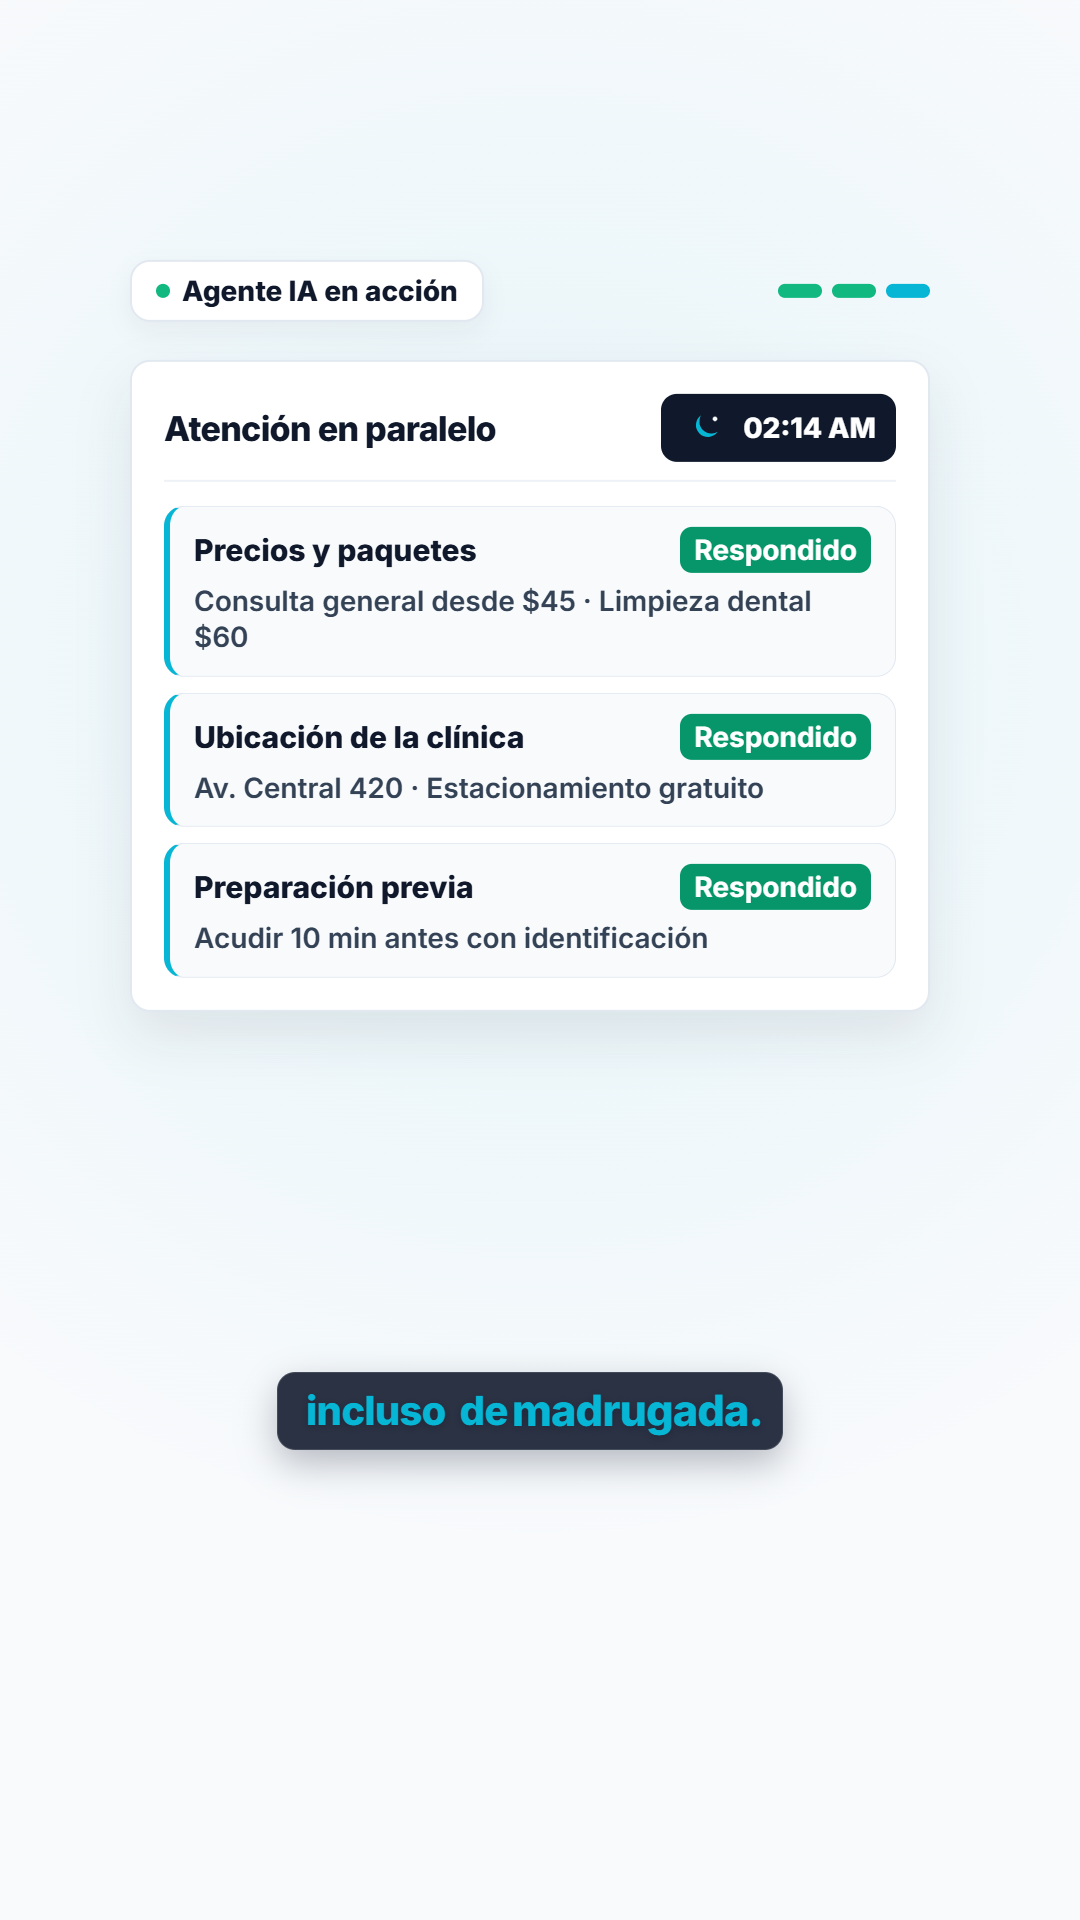 Agente IA en acción
Atención en paralelo
02:14 AM
Precios y paquetes
Respondido
Consulta general desde $45 · Limpieza dental
$60
Ubicación de la clínica
Respondido
Av. Central 420 · Estacionamiento gratuito
Preparación previa
Respondido
Acudir 10 min antes con identificación
incluso de madrugada.